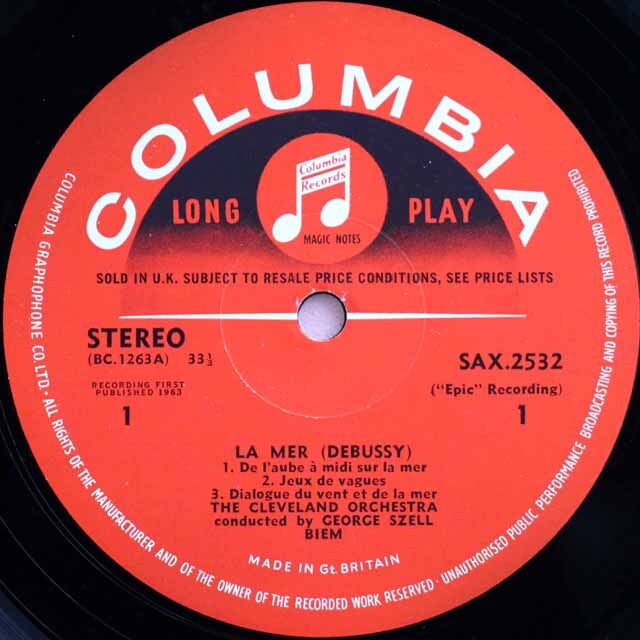 COLUMBIA
Columbia
Records
LONG PLAY
MAGIC NOTES
SOLD IN U.K. SUBJECT TO RESALE PRICE CONDITIONS, SEE PRICE LISTS
STEREO
(BC.1263A) 33⅓
SAX.2532
("Epic" Recording)
RECORDING FIRST
PUBLISHED 1963
1
1
LA MER (DEBUSSY)
1. De l'aube à midi sur la mer
2. Jeux de vagues
3. Dialogue du vent et de la mer
THE CLEVELAND ORCHESTRA
conducted by GEORGE SZELL
BIEM
MADE IN Gt. BRITAIN
COLUMBIA GRAPHOPHONE CO. LTD. · ALL RIGHTS OF THE MANUFACTURER AND OF THE OWNER OF THE RECORDED WORK RESERVED · UNAUTHORISED PUBLIC PERFORMANCE BROADCASTING AND COPYING OF THIS RECORD PROHIBITED